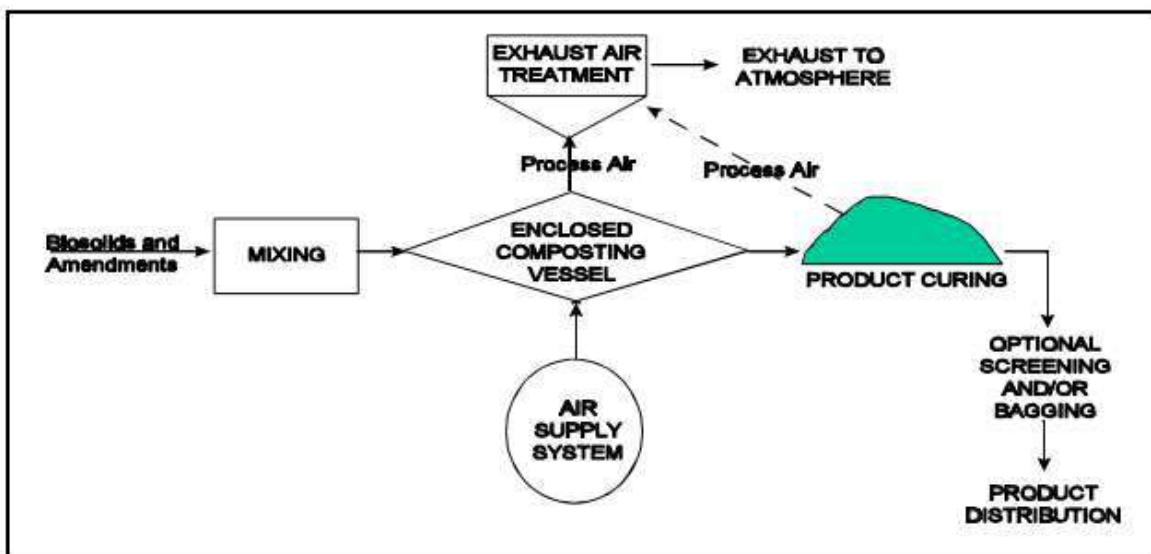 EXHAUST AIR
TREATMENT
EXHAUST TO
ATMOSPHERE
Process Air
Process Air
Biosolids and
Amendments
MIXING
ENCLOSED
COMPOSTING
VESSEL
PRODUCT CURING
AIR
SUPPLY
SYSTEM
OPTIONAL
SCREENING
AND/OR
BAGGING
PRODUCT
DISTRIBUTION